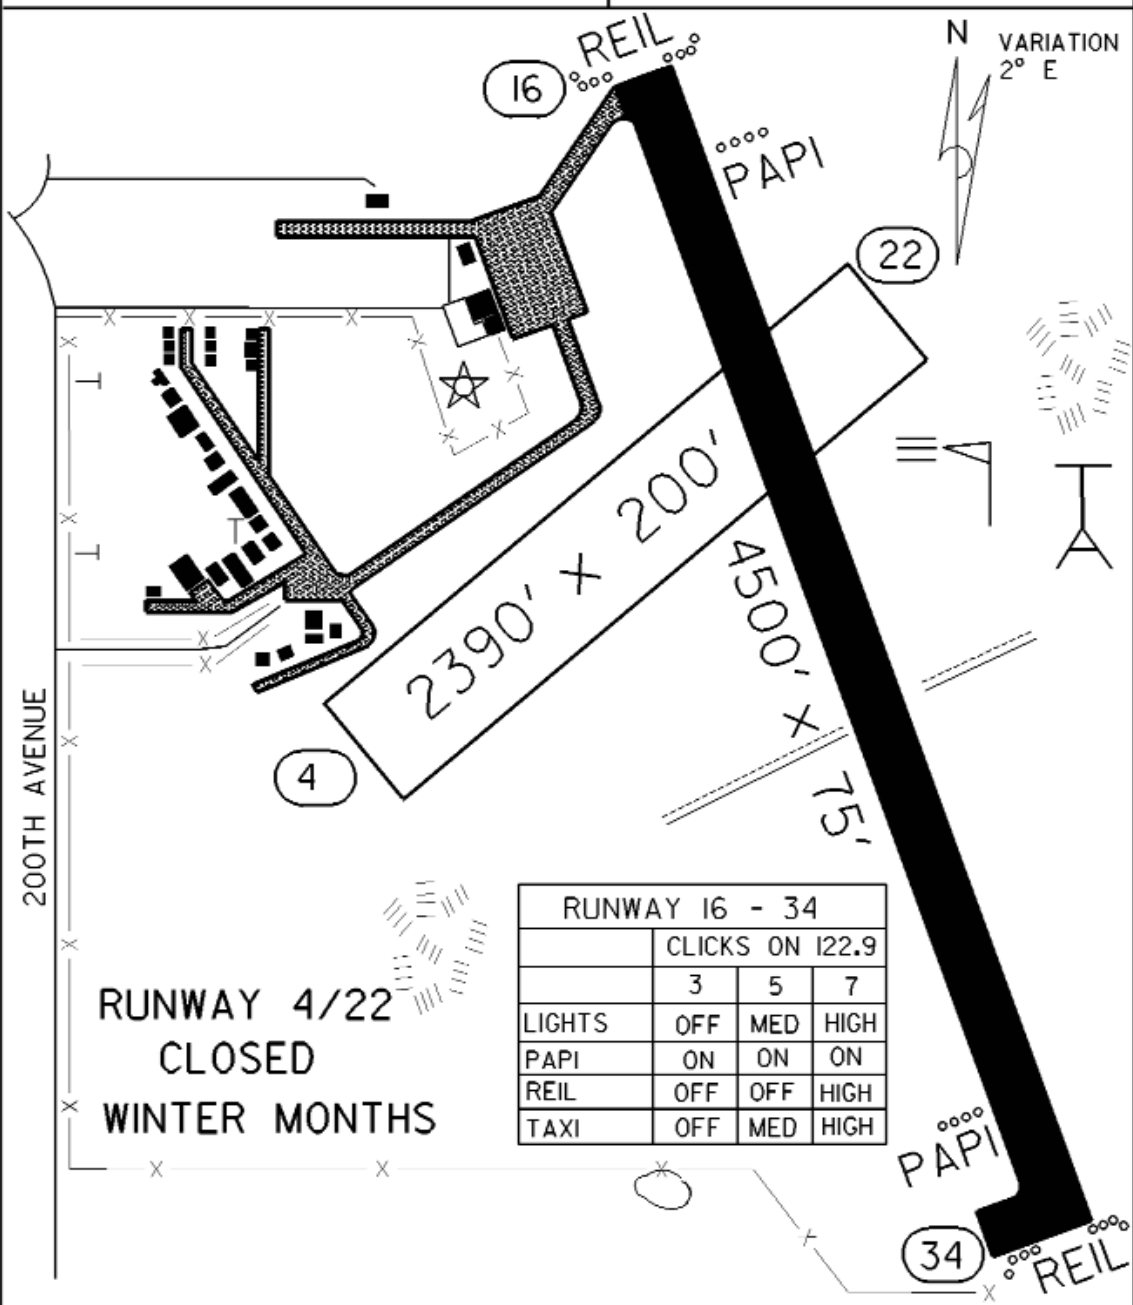 REIL
16
N
VARIATION
2° E
PAPI
22
2390' X 200'
4500' X 75'
4
200TH AVENUE
RUNWAY 4/22
CLOSED
WINTER MONTHS
RUNWAY 16 - 34
CLICKS ON 122.9
3 5 7
LIGHTS OFF MED HIGH
PAPI ON ON ON
REIL OFF OFF HIGH
TAXI OFF MED HIGH
PAPI
34
REIL